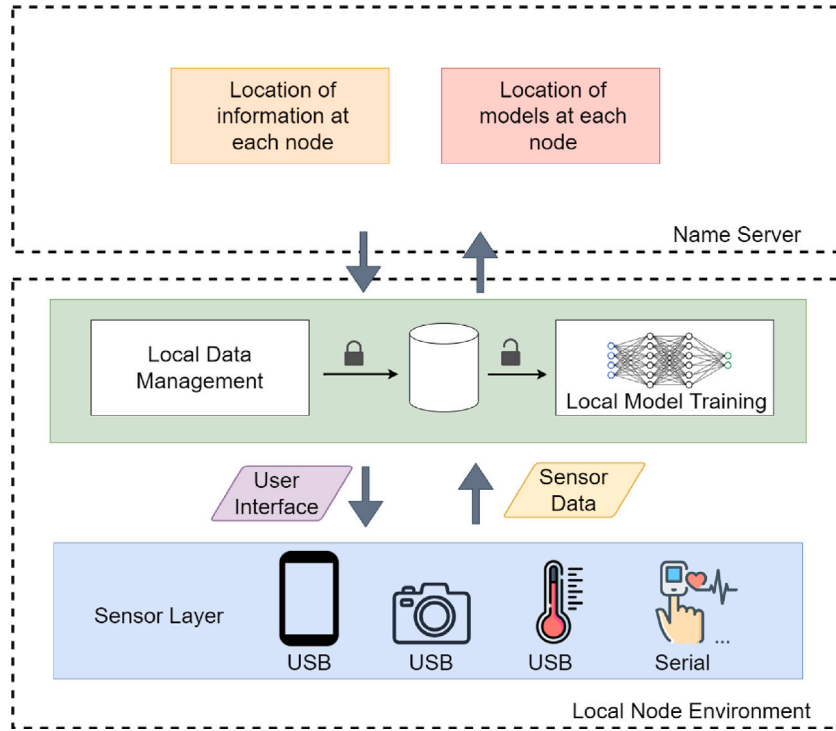 Location of
information at
each node
Location of
models at each
node
Name Server
Local Data
Management
Local Model Training
User
Interface
Sensor
Data
Sensor Layer
USB
USB
USB
Serial
...
Local Node Environment